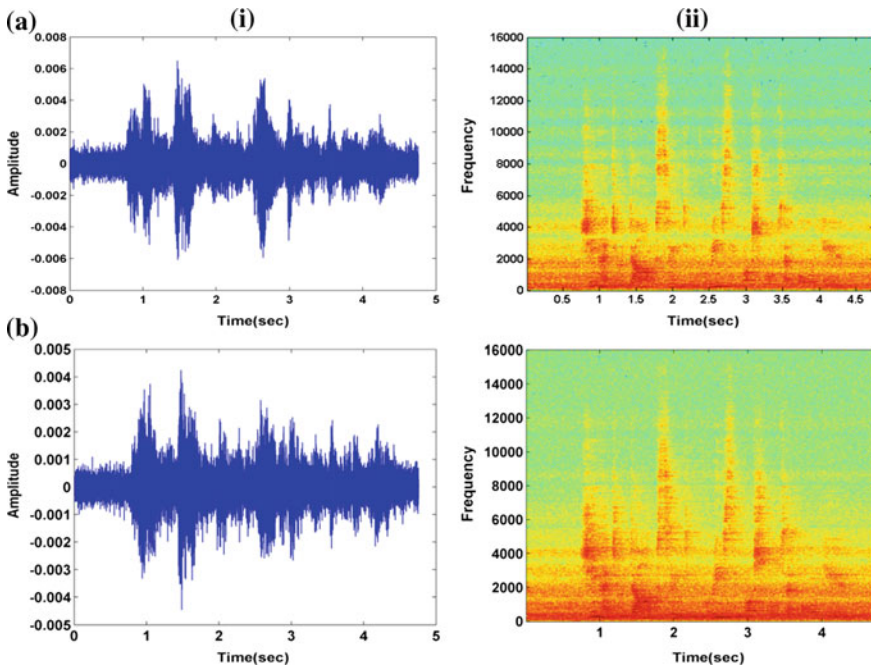 (a) (i) (ii)
Amplitude
0.008
0.006
0.004
0.002
0
-0.002
-0.004
-0.006
-0.008
0 1 2 3 4 5
Time(sec)
Frequency
16000
14000
12000
10000
8000
6000
4000
2000
0
0.5 1 1.5 2 2.5 3 3.5 4 4.5
Time(sec)
(b)
Amplitude
0.005
0.004
0.003
0.002
0.001
0
-0.001
-0.002
-0.003
-0.004
-0.005
0 1 2 3 4 5
Time(sec)
Frequency
16000
14000
12000
10000
8000
6000
4000
2000
0
1 2 3 4
Time(sec)